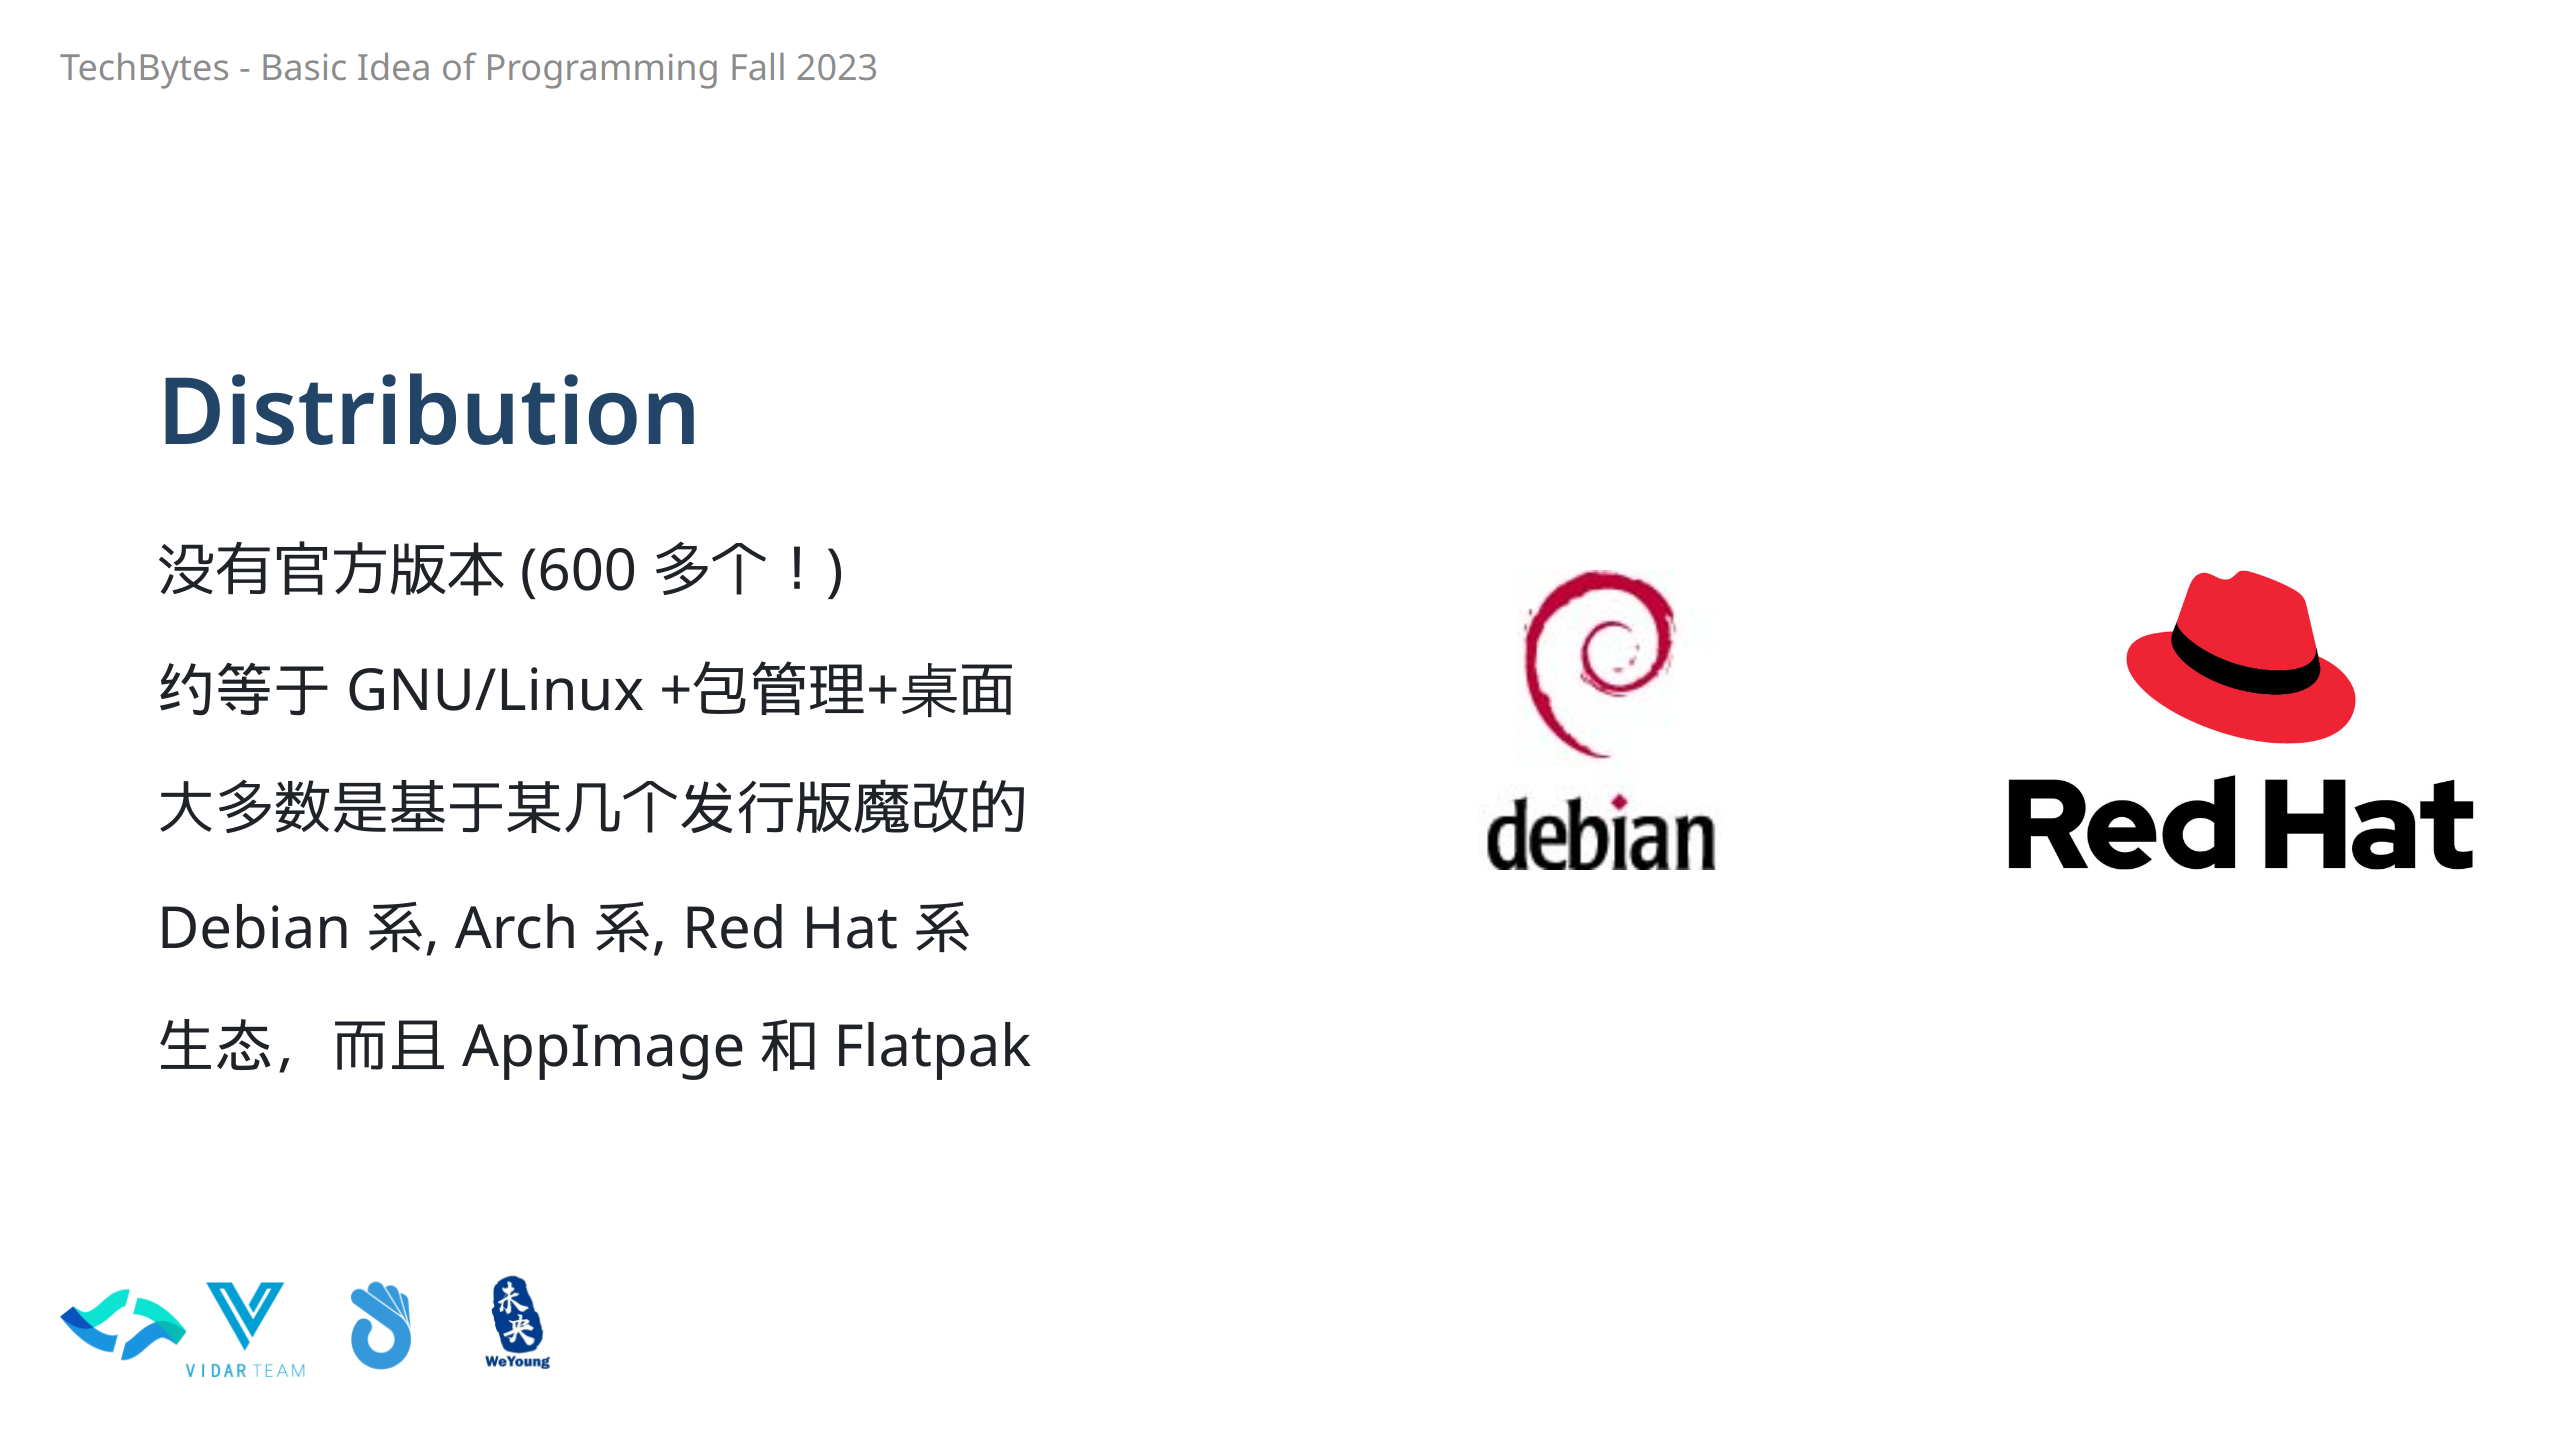 TechBytes - Basic Idea of Programming Fall 2023
Distribution
没有官方版本 (600 多个！)
约等于 GNU/Linux +包管理+桌面
大多数是基于某几个发行版魔改的
Debian 系, Arch 系, Red Hat 系
生态，而且 AppImage 和 Flatpak
debian
Red Hat
VIDAR TEAM
未央
WeYoung